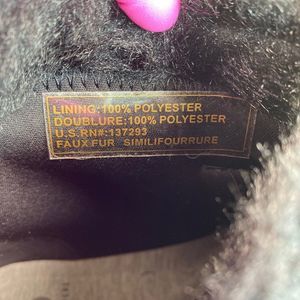 LINING:100% POLYESTER
DOUBLURE:100% POLYESTER
U.S.RN#:137293
FAUX FUR SIMILIFOURRURE